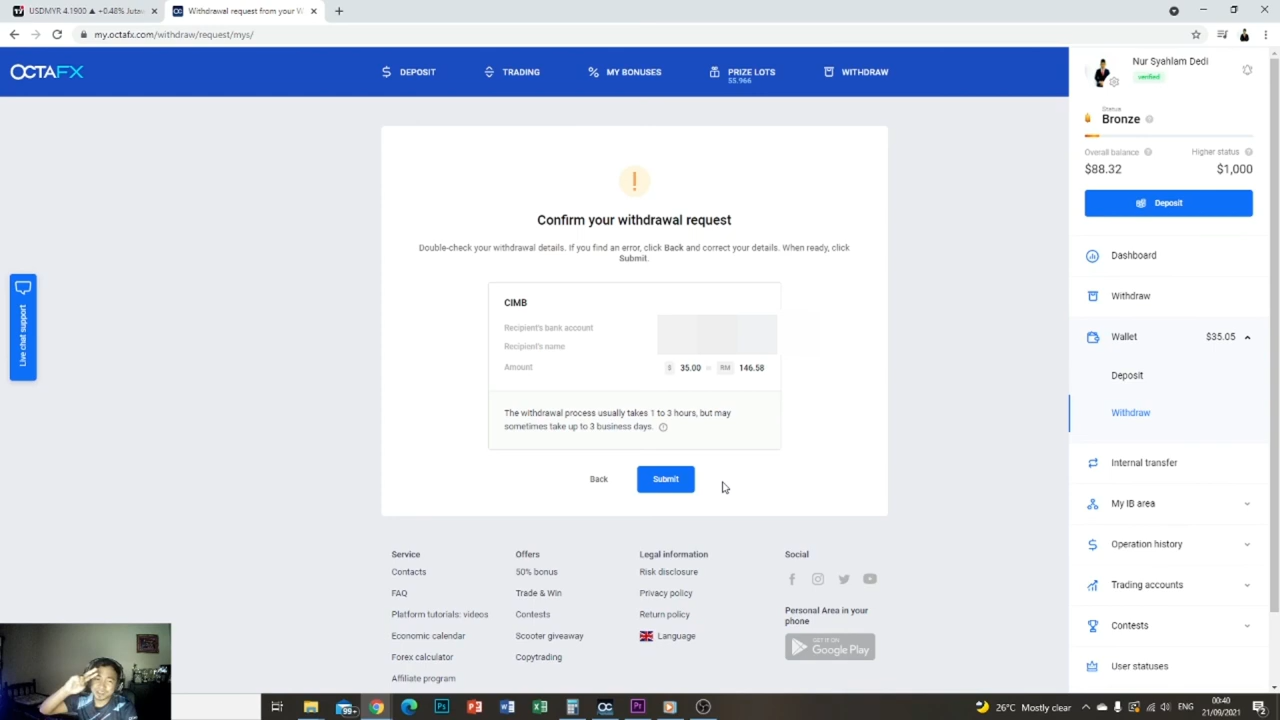 USDMYR 4.1900 ▲ +0.48% Jutaw
Withdrawal request from your W
my.octafx.com/withdraw/request/mys/
OCTAFX
DEPOSIT
TRADING
MY BONUSES
PRIZE LOTS
55.966
WITHDRAW
Nur Syahlam Dedi
verified
Status
Bronze
Overall balance
Higher status
$88.32
$1,000
Deposit
Dashboard
Withdraw
Wallet $35.05
Deposit
Withdraw
Internal transfer
My IB area
Operation history
Trading accounts
Contests
User statuses
Live chat support
Confirm your withdrawal request
Double-check your withdrawal details. If you find an error, click Back and correct your details. When ready, click
Submit.
CIMB
Recipient's bank account
Recipient's name
Amount $ 35.00 = RM 146.58
The withdrawal process usually takes 1 to 3 hours, but may
sometimes take up to 3 business days.
Back
Submit
Service
Contacts
FAQ
Platform tutorials: videos
Economic calendar
Forex calculator
Affiliate program
Offers
50% bonus
Trade & Win
Contests
Scooter giveaway
Copytrading
Legal information
Risk disclosure
Privacy policy
Return policy
Language
Social
Personal Area in your
phone
GET IT ON
Google Play
99+
26°C Mostly clear
ENG
00:40
21/09/2021
2